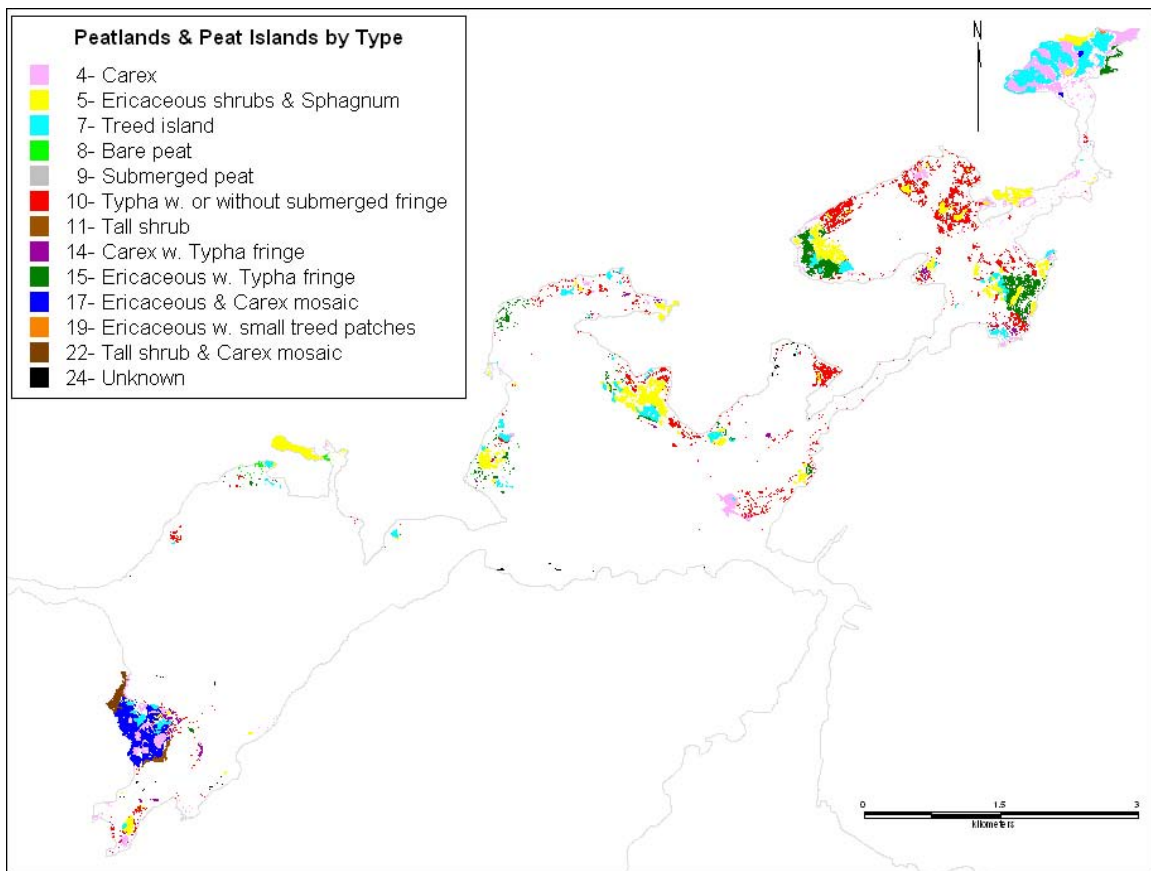 Peatlands & Peat Islands by Type
4- Carex
5- Ericaceous shrubs & Sphagnum
7- Treed island
8- Bare peat
9- Submerged peat
10- Typha w. or without submerged fringe
11- Tall shrub
14- Carex w. Typha fringe
15- Ericaceous w. Typha fringe
17- Ericaceous & Carex mosaic
19- Ericaceous w. small treed patches
22- Tall shrub & Carex mosaic
24- Unknown
N
0 1.5 3
kilometers